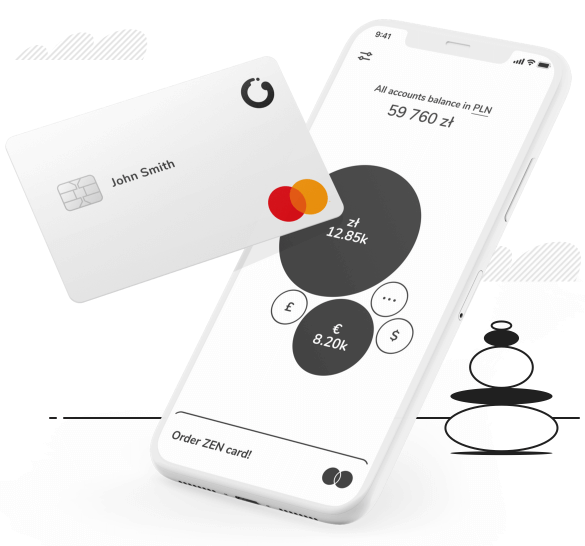 9:41
All accounts balance in PLN
59 760 zł
John Smith
zł
12.85k
£
...
€
8.20k
$
Order ZEN card!